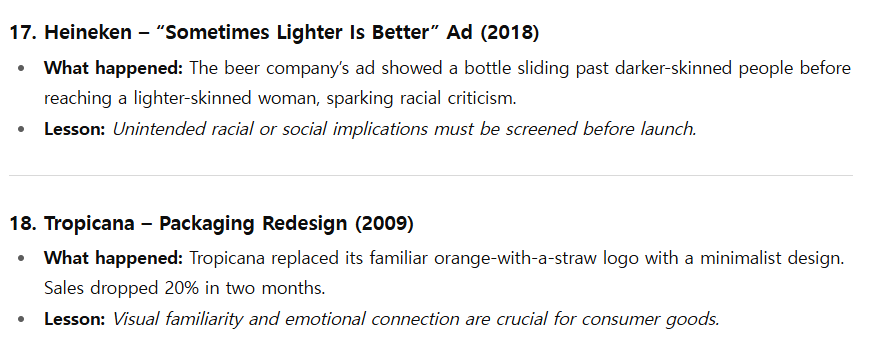 17. Heineken – “Sometimes Lighter Is Better” Ad (2018)
• What happened: The beer company’s ad showed a bottle sliding past darker-skinned people before
reaching a lighter-skinned woman, sparking racial criticism.
• Lesson: Unintended racial or social implications must be screened before launch.
18. Tropicana – Packaging Redesign (2009)
• What happened: Tropicana replaced its familiar orange-with-a-straw logo with a minimalist design.
Sales dropped 20% in two months.
• Lesson: Visual familiarity and emotional connection are crucial for consumer goods.